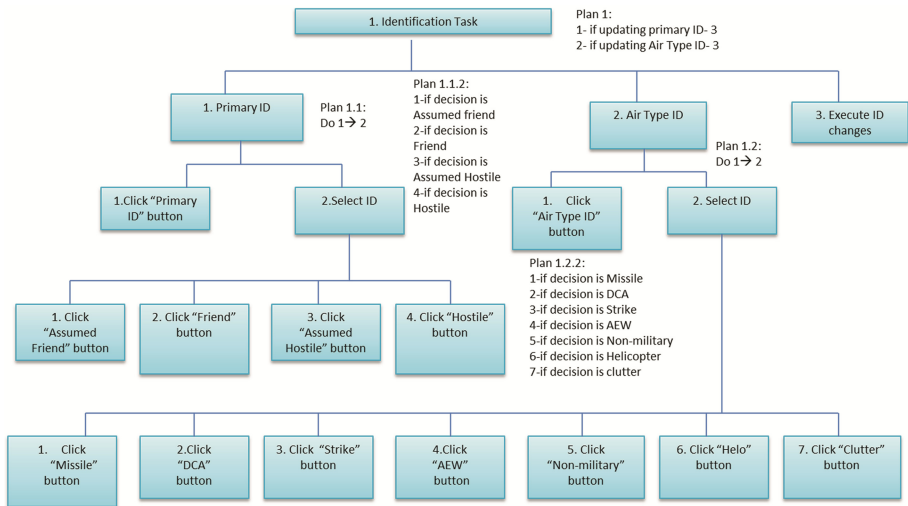 1. Identification Task
Plan 1:
1- if updating primary ID- 3
2- if updating Air Type ID- 3
1. Primary ID
Plan 1.1:
Do 1→ 2
Plan 1.1.2:
1-if decision is
Assumed friend
2-if decision is
Friend
3-if decision is
Assumed Hostile
4-if decision is
Hostile
2. Air Type ID
3. Execute ID
changes
Plan 1.2:
Do 1→ 2
1.Click “Primary
ID” button
2.Select ID
1. Click
“Air Type ID”
button
2. Select ID
Plan 1.2.2:
1-if decision is Missile
2-if decision is DCA
3-if decision is Strike
4-if decision is AEW
5-if decision is Non-military
6-if decision is Helicopter
7-if decision is clutter
1. Click
“Assumed
Friend” button
2. Click “Friend”
button
3. Click
“Assumed
Hostile” button
4. Click “Hostile”
button
1. Click
“Missile”
button
2.Click
“DCA”
button
3. Click “Strike”
button
4.Click
“AEW”
button
5. Click
“Non-military”
button
6. Click “Helo”
button
7. Click “Clutter”
button